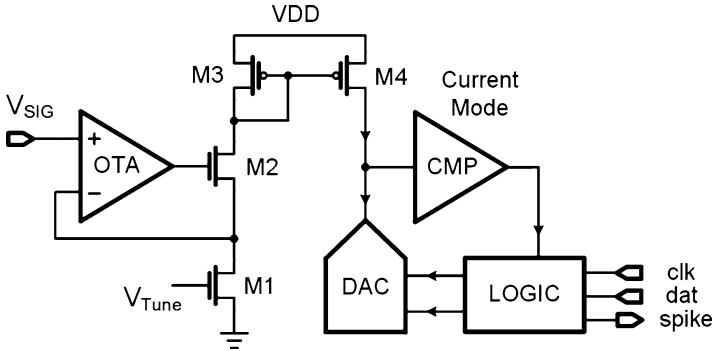 VDD
M3
M4
Current
Mode
VSIG
+
OTA
−
M2
CMP
VTune
M1
DAC
LOGIC
clk
dat
spike